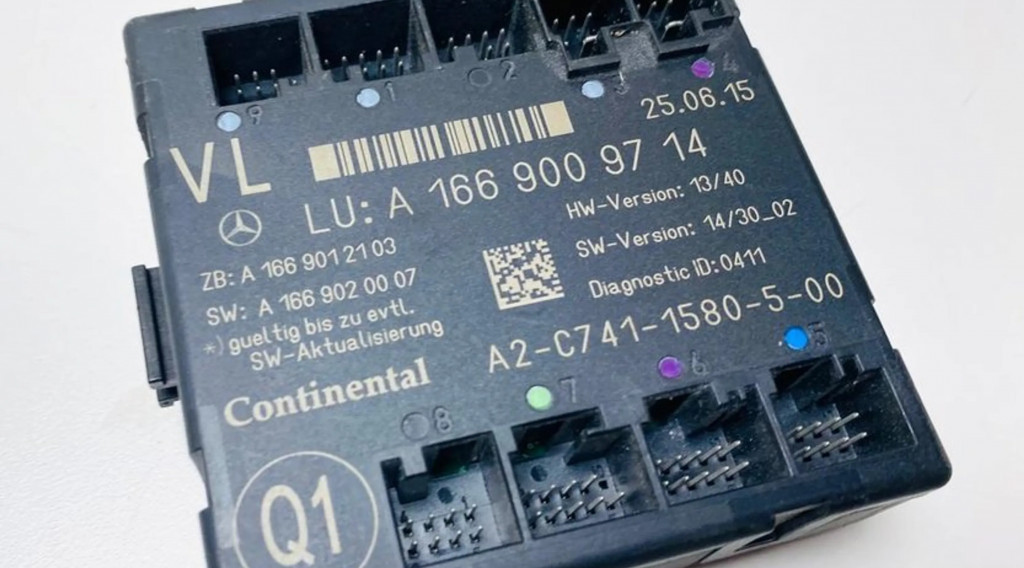 9 1 2 3 4
25.06.15
VL
LU: A 166 900 97 14
HW-Version: 13/40
ZB: A 166 901 21 03
SW-Version: 14/30_02
SW: A 166 902 00 07
Diagnostic ID: 0411
*) gueltig bis zu evtl.
SW-Aktualisierung
A2-C741-1580-5-00
Continental
8 7 6 5
Q1